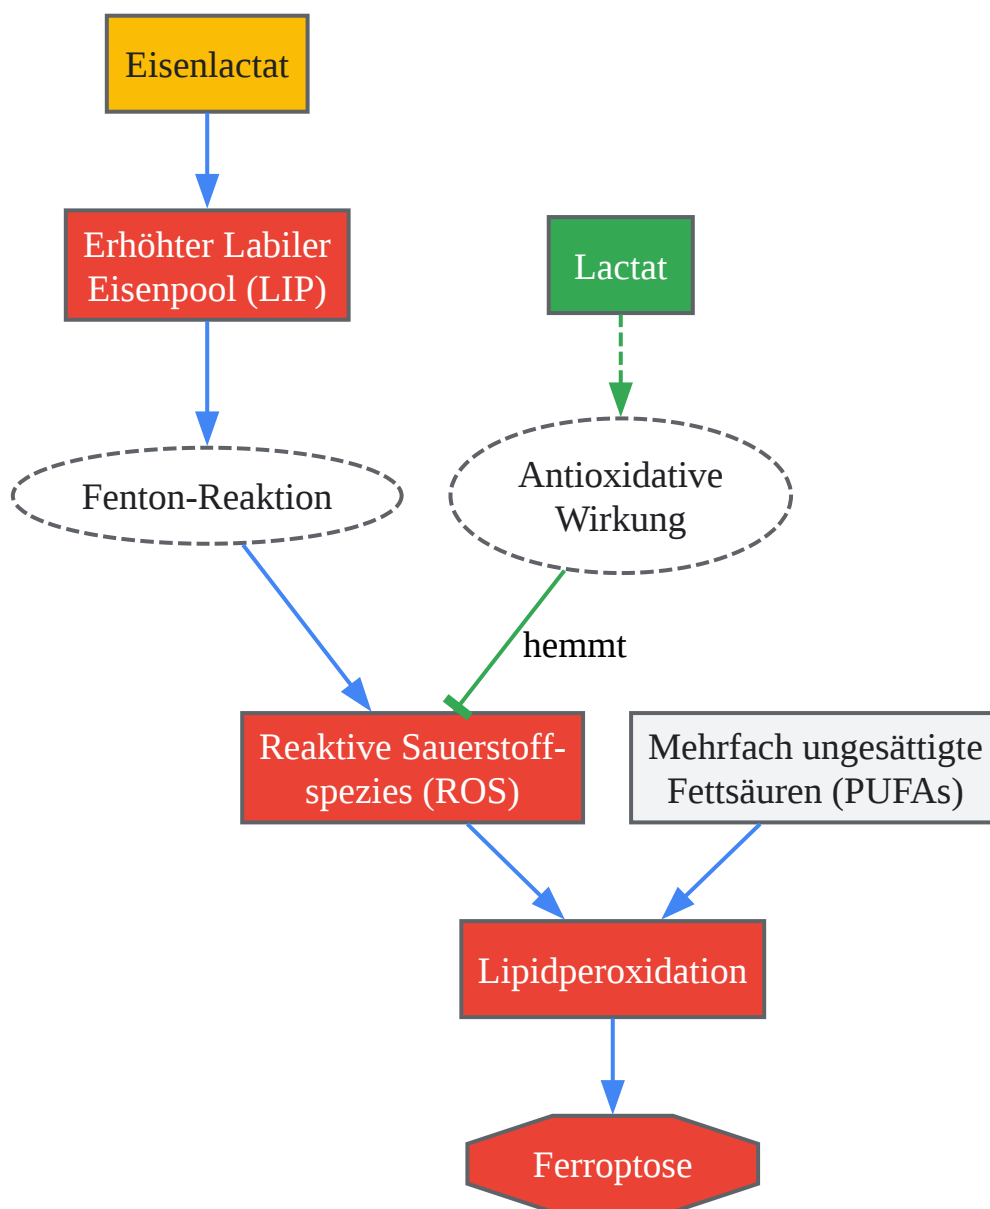 Eisenlactat
Erhöhter Labiler
Eisenpool (LIP)
Lactat
Fenton-Reaktion
Antioxidative
Wirkung
hemmt
Reaktive Sauerstoff-
spezies (ROS)
Mehrfach ungesättigte
Fettsäuren (PUFAs)
Lipidperoxidation
Ferroptose